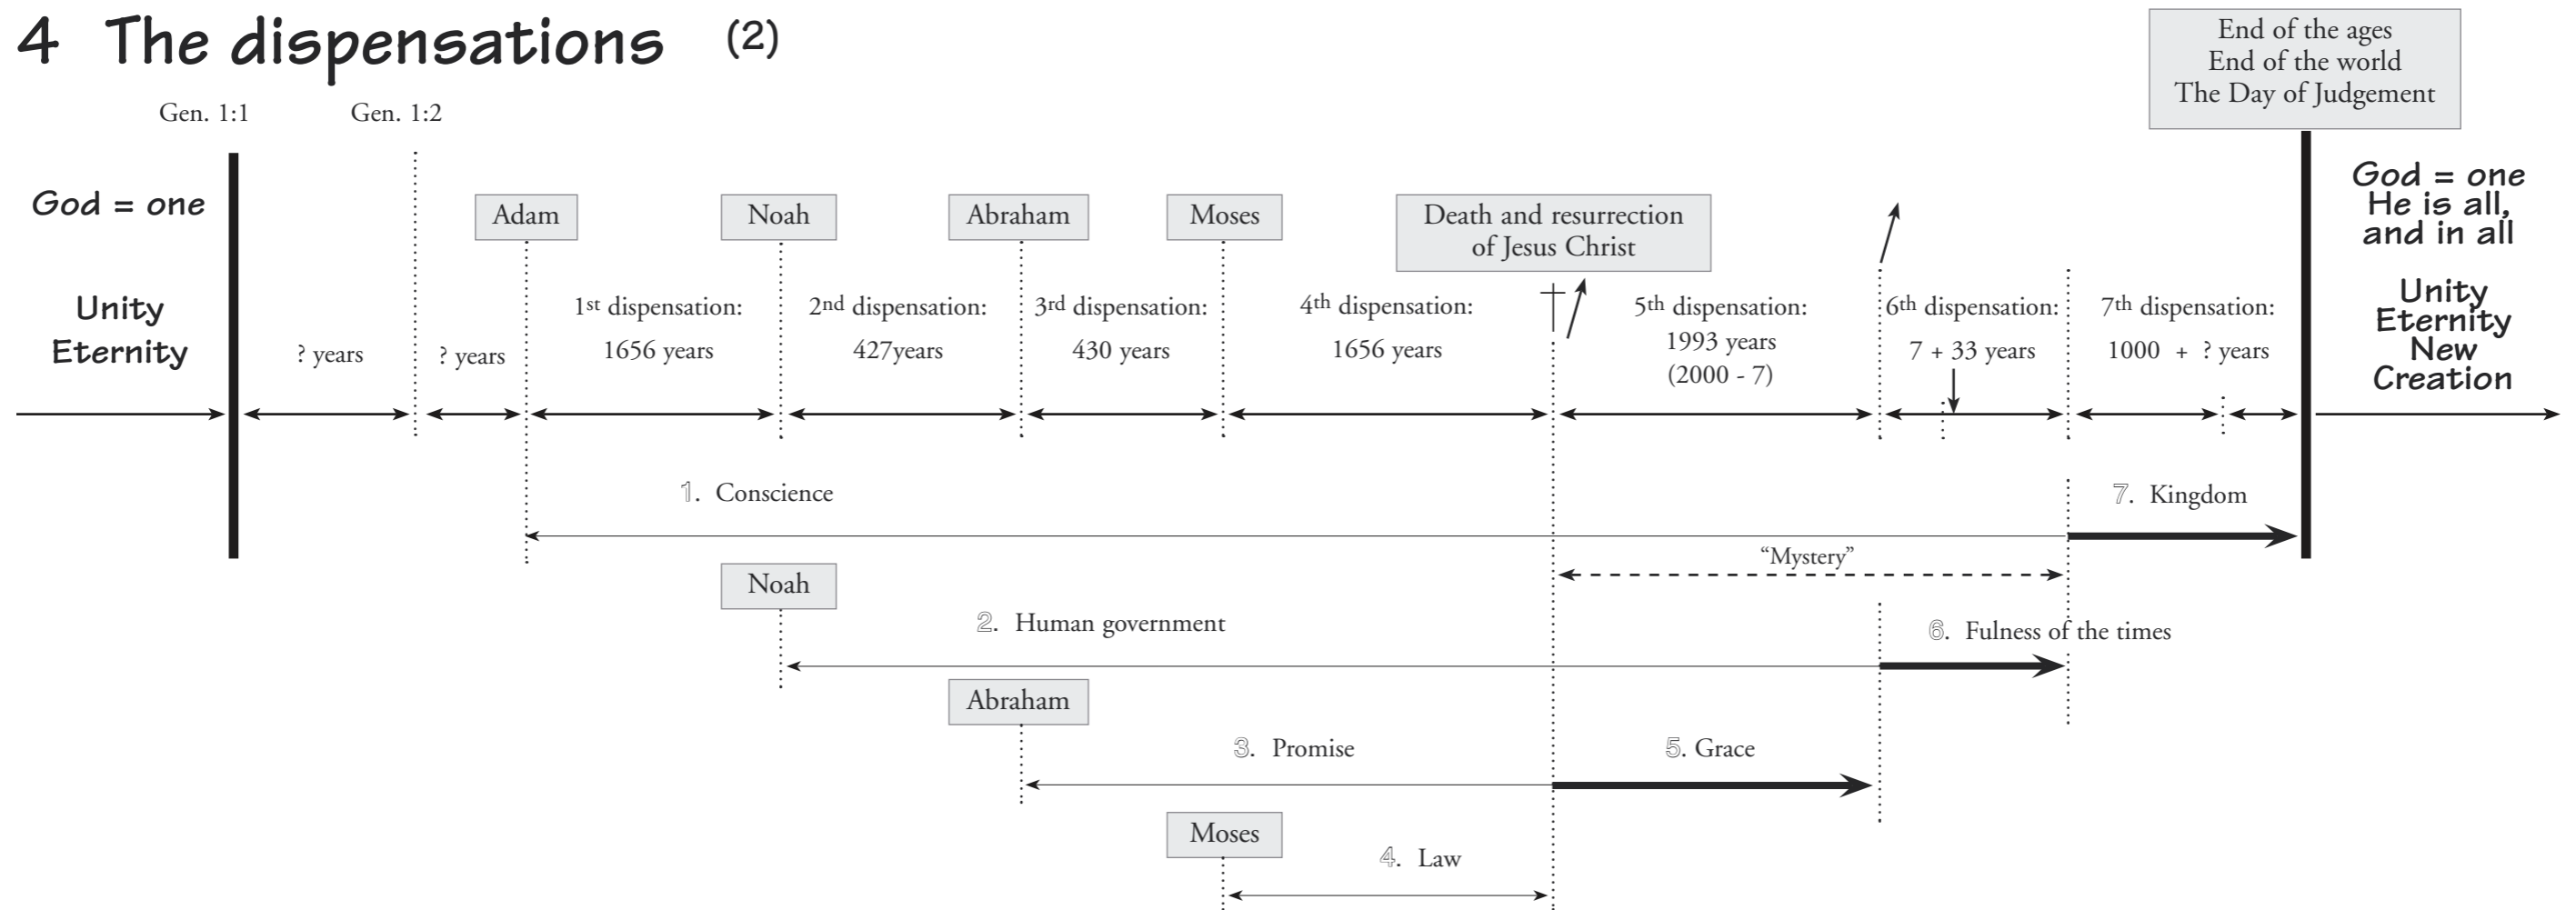 4 The dispensations (2)
End of the ages
End of the world
The Day of Judgement
Gen. 1:1
Gen. 1:2
God = one
Unity
Eternity
? years
? years
Adam
Noah
Abraham
Moses
Death and resurrection
of Jesus Christ
1st dispensation:
1656 years
2nd dispensation:
427years
3rd dispensation:
430 years
4th dispensation:
1656 years
5th dispensation:
1993 years
(2000 - 7)
6th dispensation:
7 + 33 years
7th dispensation:
1000 + ? years
God = one
He is all,
and in all
Unity
Eternity
New
Creation
1. Conscience
7. Kingdom
“Mystery”
Noah
2. Human government
6. Fulness of the times
Abraham
3. Promise
5. Grace
Moses
4. Law